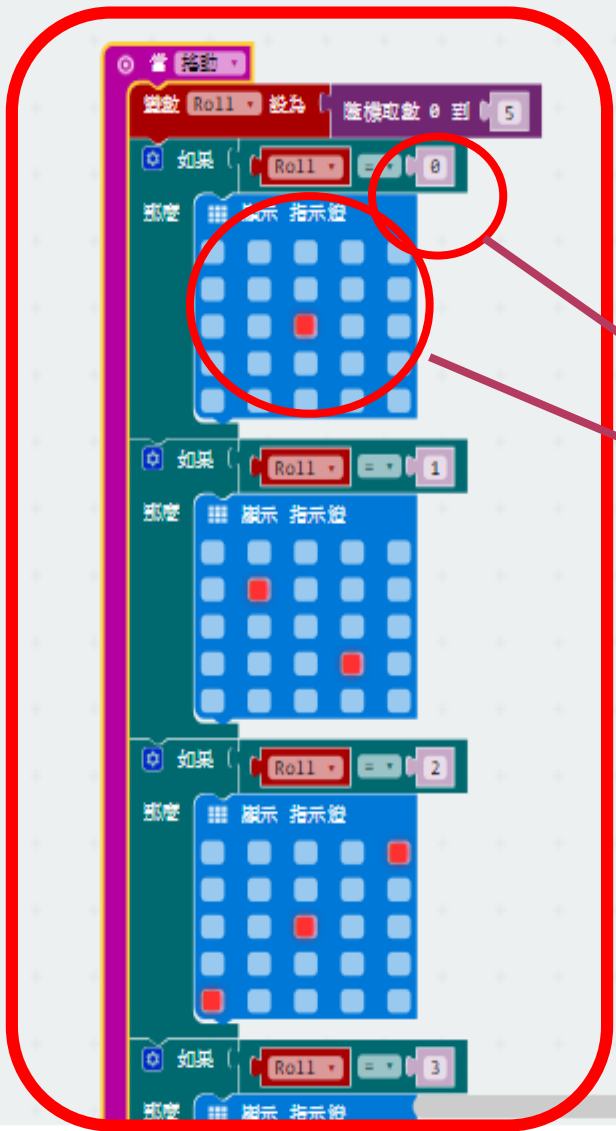 當 搖動
變數 Roll 設為 隨機取數 0 到 5
如果 Roll = 0
那麼 顯示 指示燈
如果 Roll = 1
那麼 顯示 指示燈
如果 Roll = 2
那麼 顯示 指示燈
如果 Roll = 3
那麼 顯示 指示燈